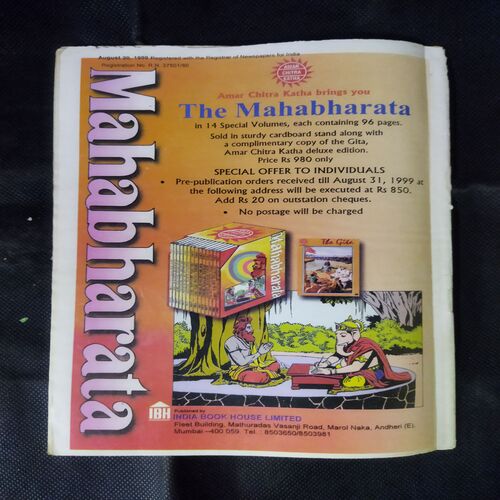 August 30, 1999 Registered with the Registrar of Newspapers for India
Registration No. R.N. 37501/80
Mahabharata
AMAR
CHITRA
KATHA
Amar Chitra Katha brings you
The Mahabharata
in 14 Special Volumes, each containing 96 pages.
Sold in sturdy cardboard stand along with
a complimentary copy of the Gita,
Amar Chitra Katha deluxe edition.
Price Rs 980 only
SPECIAL OFFER TO INDIVIDUALS
• Pre-publication orders received till August 31, 1999 at
the following address will be executed at Rs 850.
Add Rs 20 on outstation cheques.
• No postage will be charged
Mahabharata
The Gita
IBH
Published by
INDIA BOOK HOUSE LIMITED
Fleet Building, Mathuradas Vasanji Road, Marol Naka, Andheri (E),
Mumbai—400 059. Tel. : 8503650/8503981